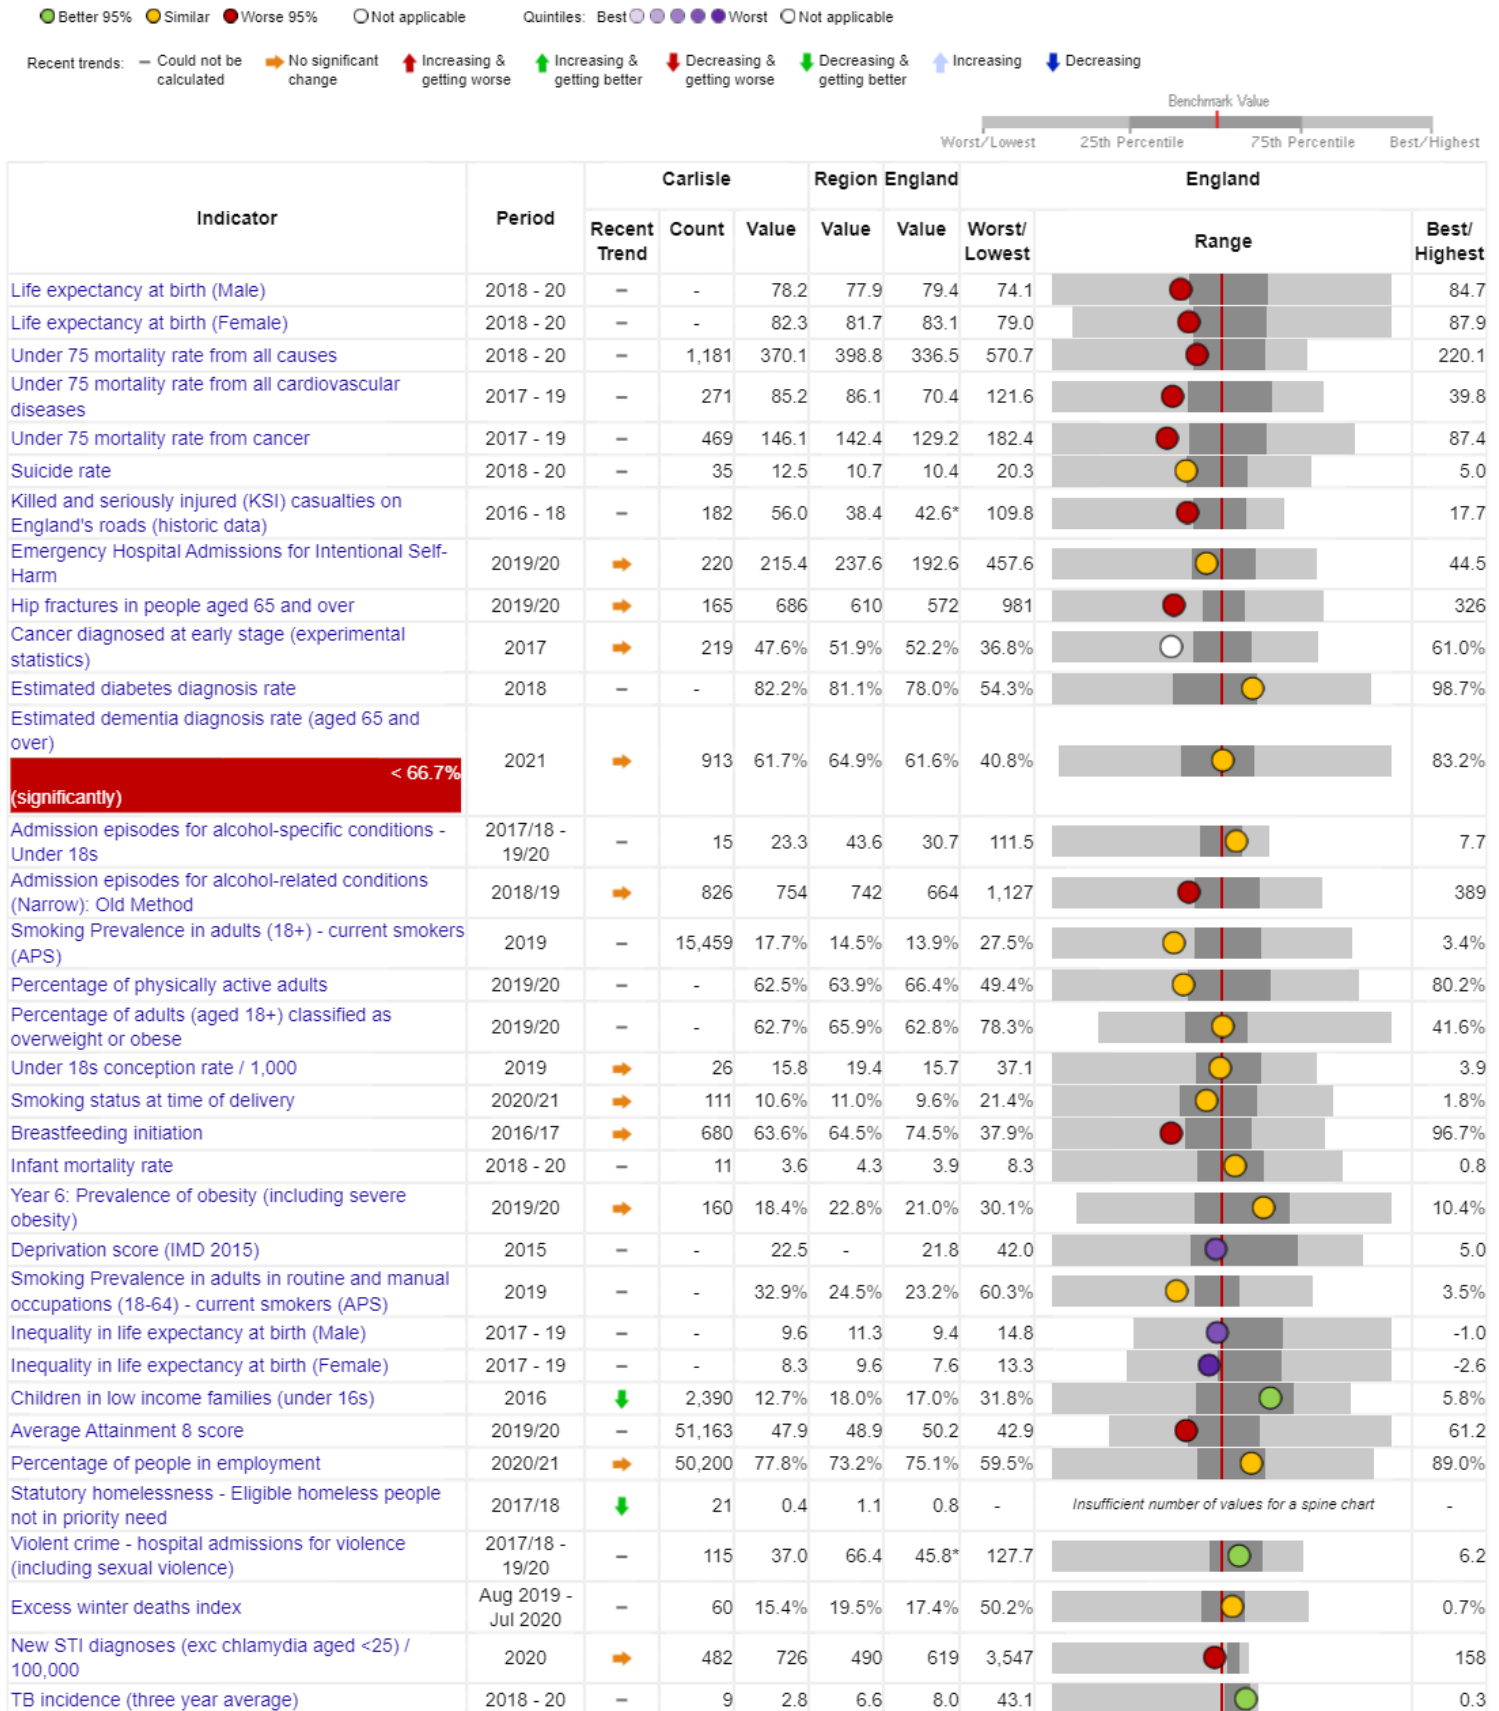 Better 95% Similar Worse 95% Not applicable Quintiles: Best Worst Not applicable
Recent trends: – Could not be calculated No significant change Increasing & getting worse Increasing & getting better Decreasing & getting worse Decreasing & getting better Increasing Decreasing
Benchmark Value
Worst/Lowest 25th Percentile 75th Percentile Best/Highest
Carlisle Region England England
Indicator Period Recent Trend Count Value Value Value Worst/ Lowest Range Best/ Highest
Life expectancy at birth (Male) 2018 - 20 – - 78.2 77.9 79.4 74.1 84.7
Life expectancy at birth (Female) 2018 - 20 – - 82.3 81.7 83.1 79.0 87.9
Under 75 mortality rate from all causes 2018 - 20 – 1,181 370.1 398.8 336.5 570.7 220.1
Under 75 mortality rate from all cardiovascular diseases 2017 - 19 – 271 85.2 86.1 70.4 121.6 39.8
Under 75 mortality rate from cancer 2017 - 19 – 469 146.1 142.4 129.2 182.4 87.4
Suicide rate 2018 - 20 – 35 12.5 10.7 10.4 20.3 5.0
Killed and seriously injured (KSI) casualties on England's roads (historic data) 2016 - 18 – 182 56.0 38.4 42.6* 109.8 17.7
Emergency Hospital Admissions for Intentional Self-Harm 2019/20 220 215.4 237.6 192.6 457.6 44.5
Hip fractures in people aged 65 and over 2019/20 165 686 610 572 981 326
Cancer diagnosed at early stage (experimental statistics) 2017 219 47.6% 51.9% 52.2% 36.8% 61.0%
Estimated diabetes diagnosis rate 2018 – - 82.2% 81.1% 78.0% 54.3% 98.7%
Estimated dementia diagnosis rate (aged 65 and over) < 66.7% (significantly) 2021 913 61.7% 64.9% 61.6% 40.8% 83.2%
Admission episodes for alcohol-specific conditions - Under 18s 2017/18 - 19/20 – 15 23.3 43.6 30.7 111.5 7.7
Admission episodes for alcohol-related conditions (Narrow): Old Method 2018/19 826 754 742 664 1,127 389
Smoking Prevalence in adults (18+) - current smokers (APS) 2019 – 15,459 17.7% 14.5% 13.9% 27.5% 3.4%
Percentage of physically active adults 2019/20 – - 62.5% 63.9% 66.4% 49.4% 80.2%
Percentage of adults (aged 18+) classified as overweight or obese 2019/20 – - 62.7% 65.9% 62.8% 78.3% 41.6%
Under 18s conception rate / 1,000 2019 26 15.8 19.4 15.7 37.1 3.9
Smoking status at time of delivery 2020/21 111 10.6% 11.0% 9.6% 21.4% 1.8%
Breastfeeding initiation 2016/17 680 63.6% 64.5% 74.5% 37.9% 96.7%
Infant mortality rate 2018 - 20 – 11 3.6 4.3 3.9 8.3 0.8
Year 6: Prevalence of obesity (including severe obesity) 2019/20 160 18.4% 22.8% 21.0% 30.1% 10.4%
Deprivation score (IMD 2015) 2015 – - 22.5 - 21.8 42.0 5.0
Smoking Prevalence in adults in routine and manual occupations (18-64) - current smokers (APS) 2019 – - 32.9% 24.5% 23.2% 60.3% 3.5%
Inequality in life expectancy at birth (Male) 2017 - 19 – - 9.6 11.3 9.4 14.8 -1.0
Inequality in life expectancy at birth (Female) 2017 - 19 – - 8.3 9.6 7.6 13.3 -2.6
Children in low income families (under 16s) 2016 2,390 12.7% 18.0% 17.0% 31.8% 5.8%
Average Attainment 8 score 2019/20 – 51,163 47.9 48.9 50.2 42.9 61.2
Percentage of people in employment 2020/21 50,200 77.8% 73.2% 75.1% 59.5% 89.0%
Statutory homelessness - Eligible homeless people not in priority need 2017/18 21 0.4 1.1 0.8 - Insufficient number of values for a spine chart -
Violent crime - hospital admissions for violence (including sexual violence) 2017/18 - 19/20 – 115 37.0 66.4 45.8* 127.7 6.2
Excess winter deaths index Aug 2019 - Jul 2020 – 60 15.4% 19.5% 17.4% 50.2% 0.7%
New STI diagnoses (exc chlamydia aged <25) / 100,000 2020 482 726 490 619 3,547 158
TB incidence (three year average) 2018 - 20 – 9 2.8 6.6 8.0 43.1 0.3